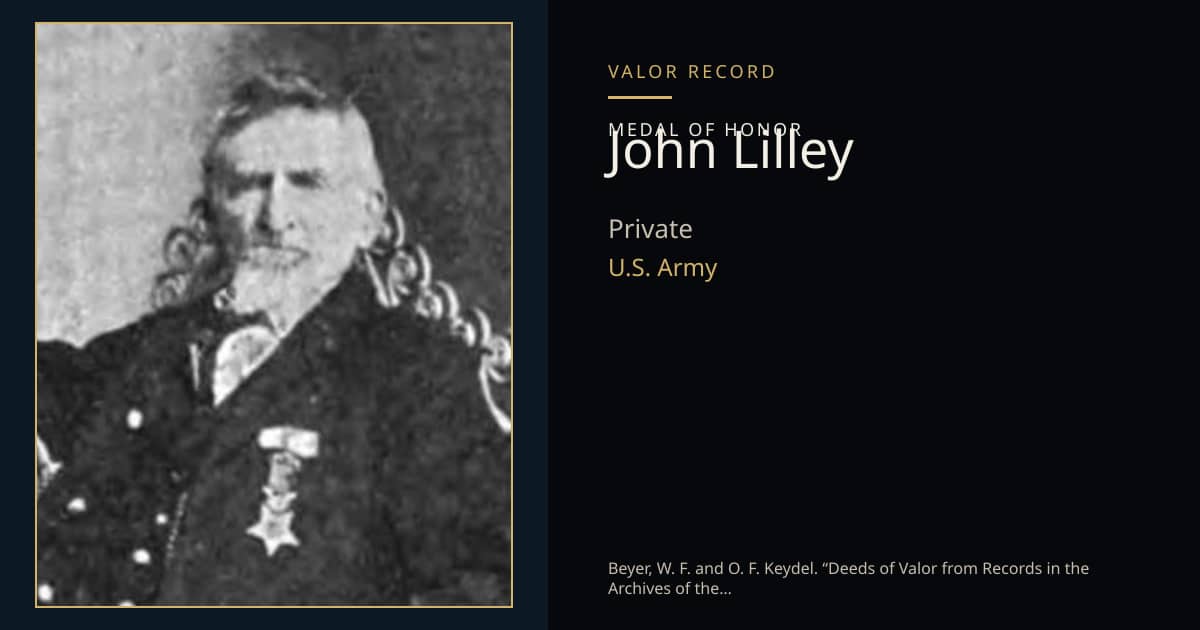 VALOR RECORD
MEDAL OF HONOR
John Lilley
Private
U.S. Army
Beyer, W. F. and O. F. Keydel. “Deeds of Valor from Records in the
Archives of the...